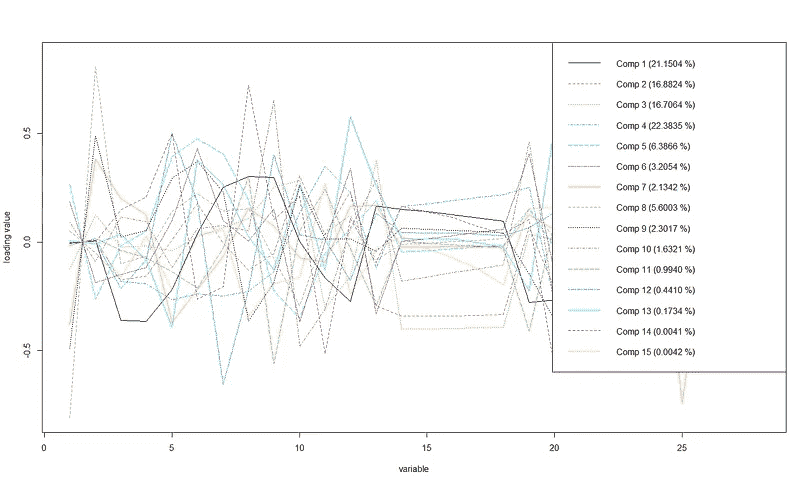 Comp 1 (21.1504 %)
Comp 2 (16.8824 %)
Comp 3 (16.7064 %)
Comp 4 (22.3835 %)
Comp 5 (6.3866 %)
Comp 6 (3.2054 %)
Comp 7 (2.1342 %)
Comp 8 (5.6003 %)
Comp 9 (2.3017 %)
Comp 10 (1.6321 %)
Comp 11 (0.9940 %)
Comp 12 (0.4410 %)
Comp 13 (0.1734 %)
Comp 14 (0.0041 %)
Comp 15 (0.0042 %)
loading value
0.5
0.0
-0.5
0 5 10 15 20 25
variable